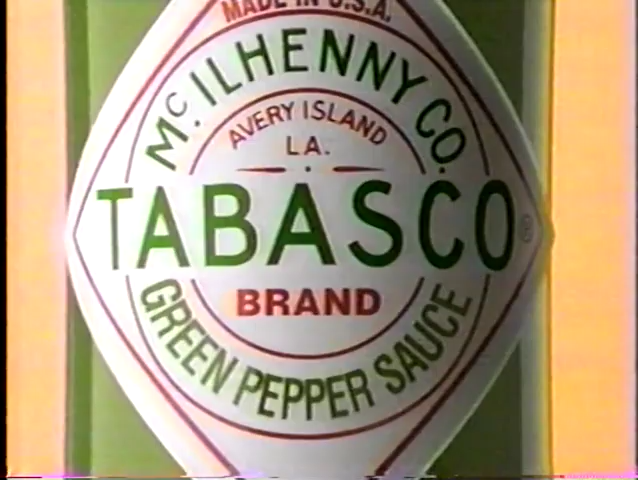 MADE IN U.S.A.
McILHENNY CO.
AVERY ISLAND
LA.
TABASCO ®
BRAND
GREEN PEPPER SAUCE